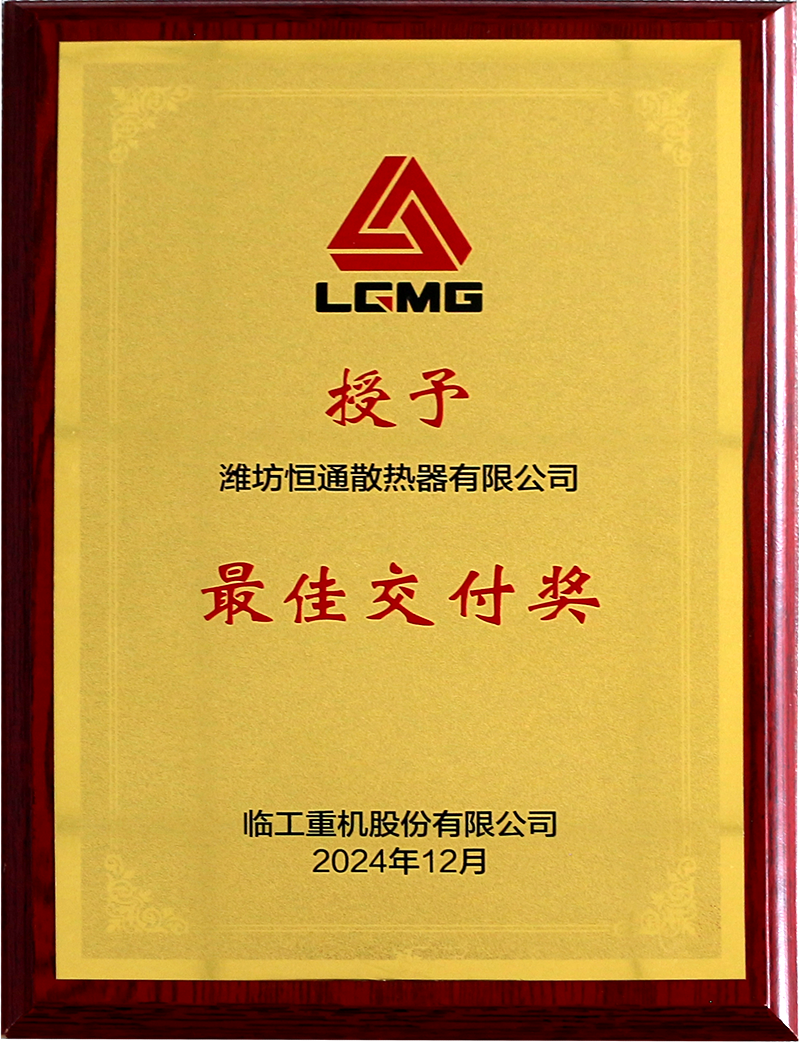 LGMG
授予
潍坊恒通散热器有限公司
最佳交付奖
临工重机股份有限公司
2024年12月